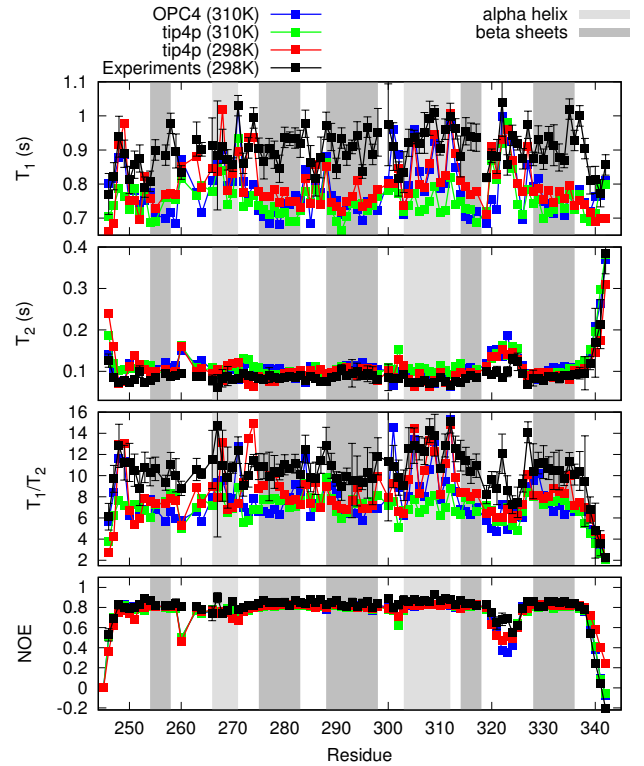 OPC4 (310K)
tip4p (310K)
tip4p (298K)
Experiments (298K)
alpha helix
beta sheets
1.1
1
0.9
0.8
0.7
T1 (s)
0.4
0.3
0.2
0.1
T2 (s)
16
14
12
10
8
6
4
2
T1/T2
1
0.8
0.6
0.4
0.2
0
-0.2
NOE
250 260 270 280 290 300 310 320 330 340
Residue